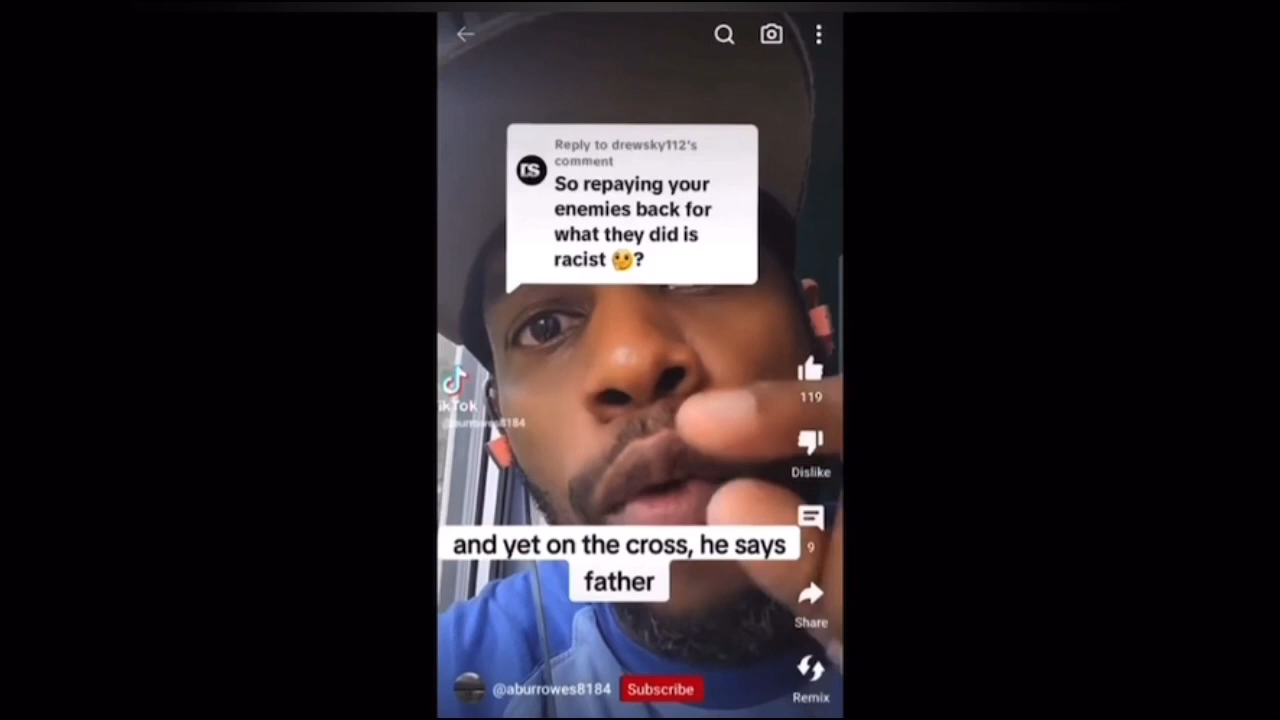 Reply to drewsky112's
comment
So repaying your
enemies back for
what they did is
racist 🤔?
119
Dislike
9
Share
Remix
TikTok
@aburrowes8184
and yet on the cross, he says
father
@aburrowes8184
Subscribe